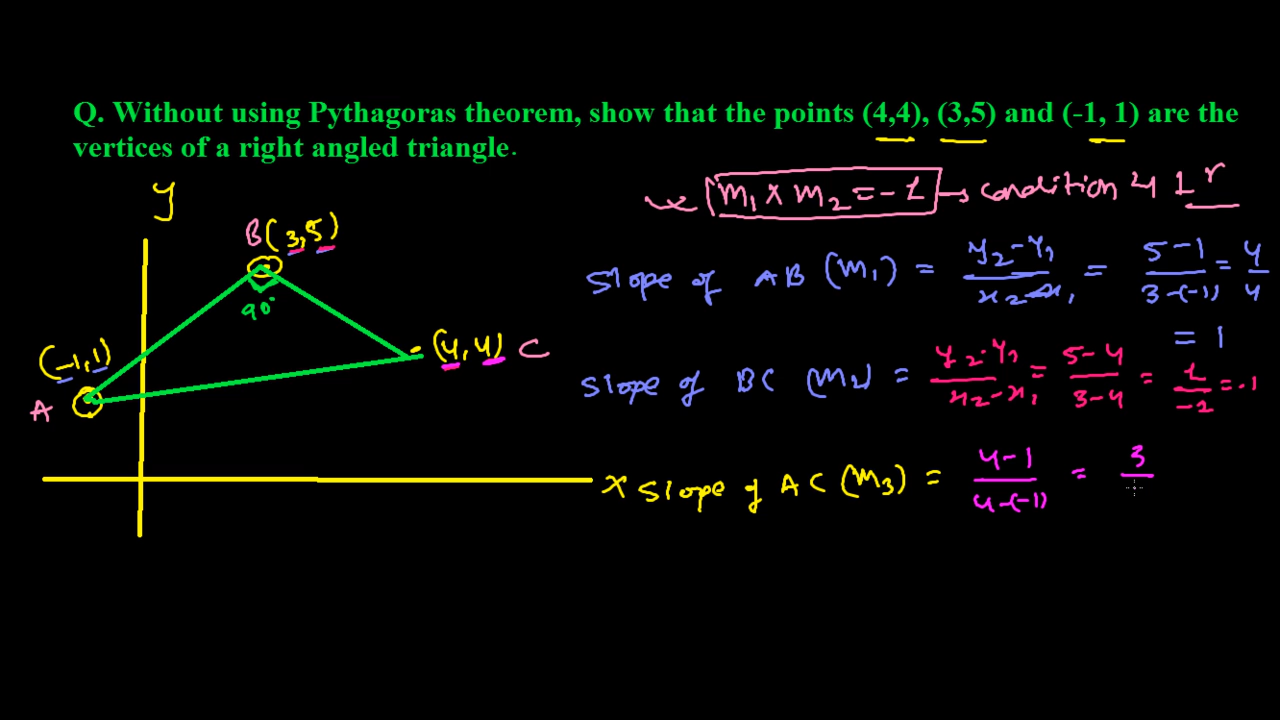 Q. Without using Pythagoras theorem, show that the points (4,4), (3,5) and (-1, 1) are the
vertices of a right angled triangle.
y
m₁ × m₂ = -1 → condition of ⊥r
B(3,5)
90°
(-1,1)
A
(4,4) C
x
Slope of AB (m₁) = y₂-y₁/x₂-x₁ = 5-1/3-(-1) = 4/4
= 1
Slope of BC (m₂) = y₂-y₁/x₂-x₁ = 5-4/3-4 = 1/-1 = -1
Slope of AC (m₃) = 4-1/4-(-1) = 3/